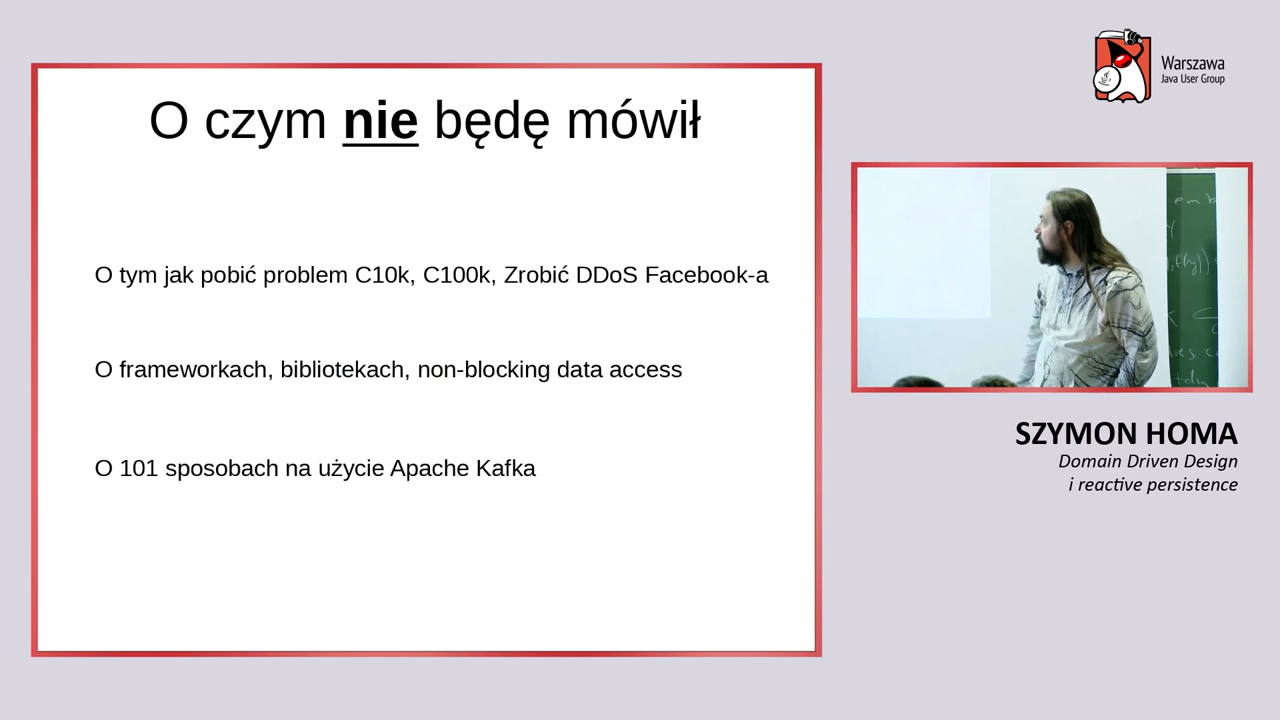 O czym nie będę mówił
O tym jak pobić problem C10k, C100k, Zrobić DDoS Facebook-a
O frameworkach, bibliotekach, non-blocking data access
O 101 sposobach na użycie Apache Kafka
Warszawa
Java User Group
SZYMON HOMA
Domain Driven Design
i reactive persistence